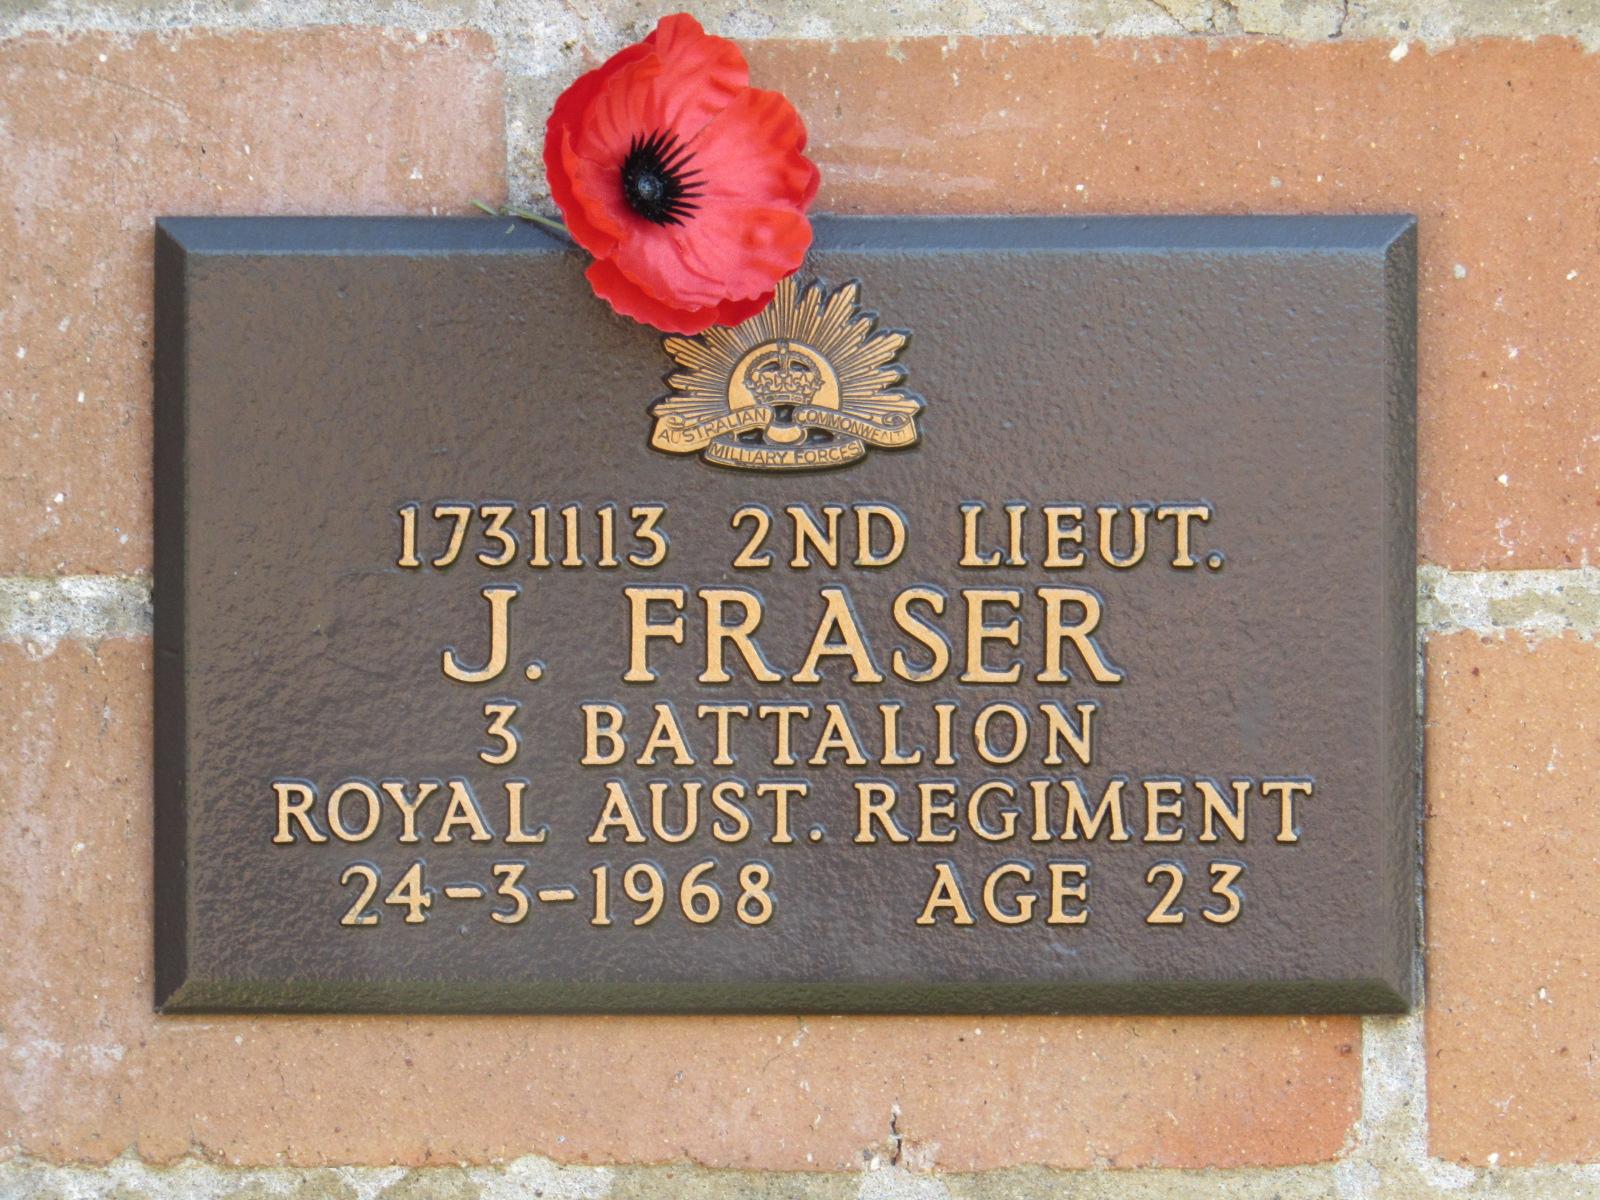 AUSTRALIAN COMMONWEALTH
MILITARY FORCES
1731113 2ND LIEUT.
J. FRASER
3 BATTALION
ROYAL AUST. REGIMENT
24-3-1968 AGE 23